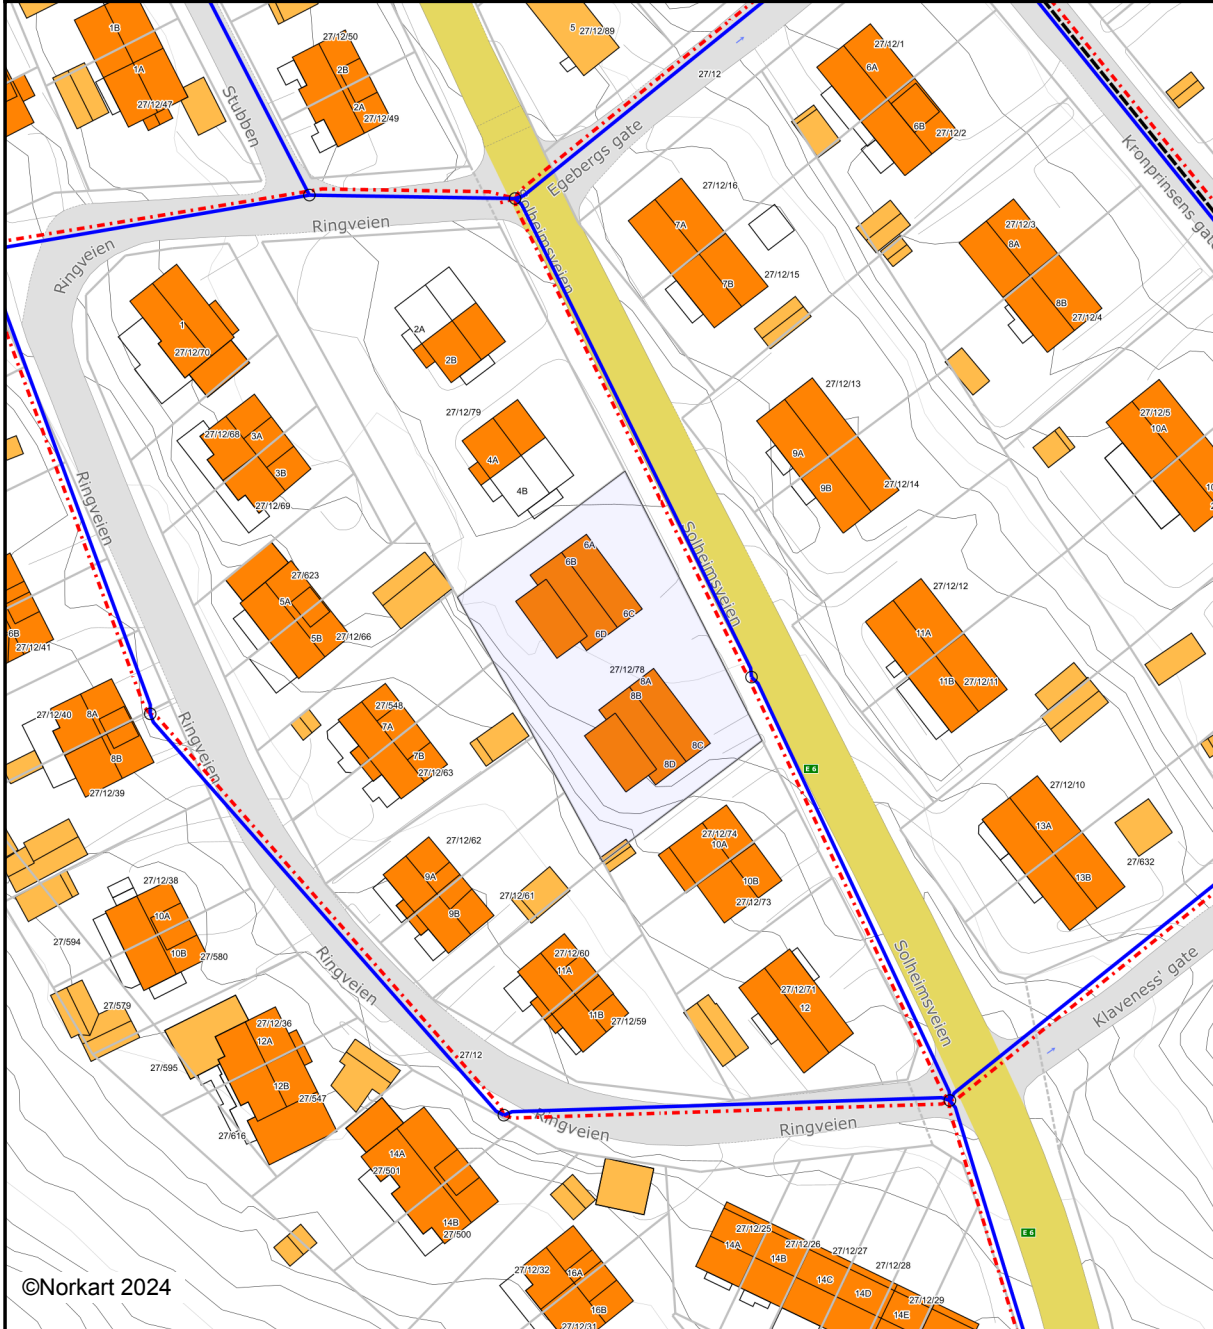 1B
27/12/50
5
27/12/89
27/12/1
1A
2B
6A
27/12
27/12/47
2A
27/12/49
Stubben
6B
27/12/2
Egebergs gate
Kronprinsens gate
27/12/16
7A
Ringveien
Solheimsveien
27/12/3
8A
Ringveien
27/12/15
7B
8B
27/12/4
1
2A
27/12/70
2B
27/12/13
27/12/79
27/12/5
10A
27/12/68
3A
4A
9A
3B
4B
9B
27/12/14
27/12/69
Ringveien
6A
6B
Solheimsveien
27/623
27/12/12
5A
6C
11A
6B
5B
27/12/66
6D
27/12/41
27/12/78
8A
11B
27/12/11
8B
27/548
27/12/40
8A
7A
Ringveien
8C
7B
8B
27/12/63
8D
E 6
27/12/39
27/12/10
13A
27/12/74
10A
27/12/62
27/632
9A
10B
13B
27/12/38
27/12/61
27/12/73
9B
10A
27/594
10B
27/580
Ringveien
27/12/60
11A
Solheimsveien
27/12/71
12
Klaveness' gate
27/579
11B
27/12/59
27/12/36
12A
27/12
27/595
12B
27/547
27/616
Ringveien
Ringveien
14A
27/501
14B
27/500
27/12/25
14A
27/12/26
14B
27/12/27
E 6
27/12/32
16A
14C
27/12/28
14D
©Norkart 2024
16B
27/12/29
14E
27/12/31